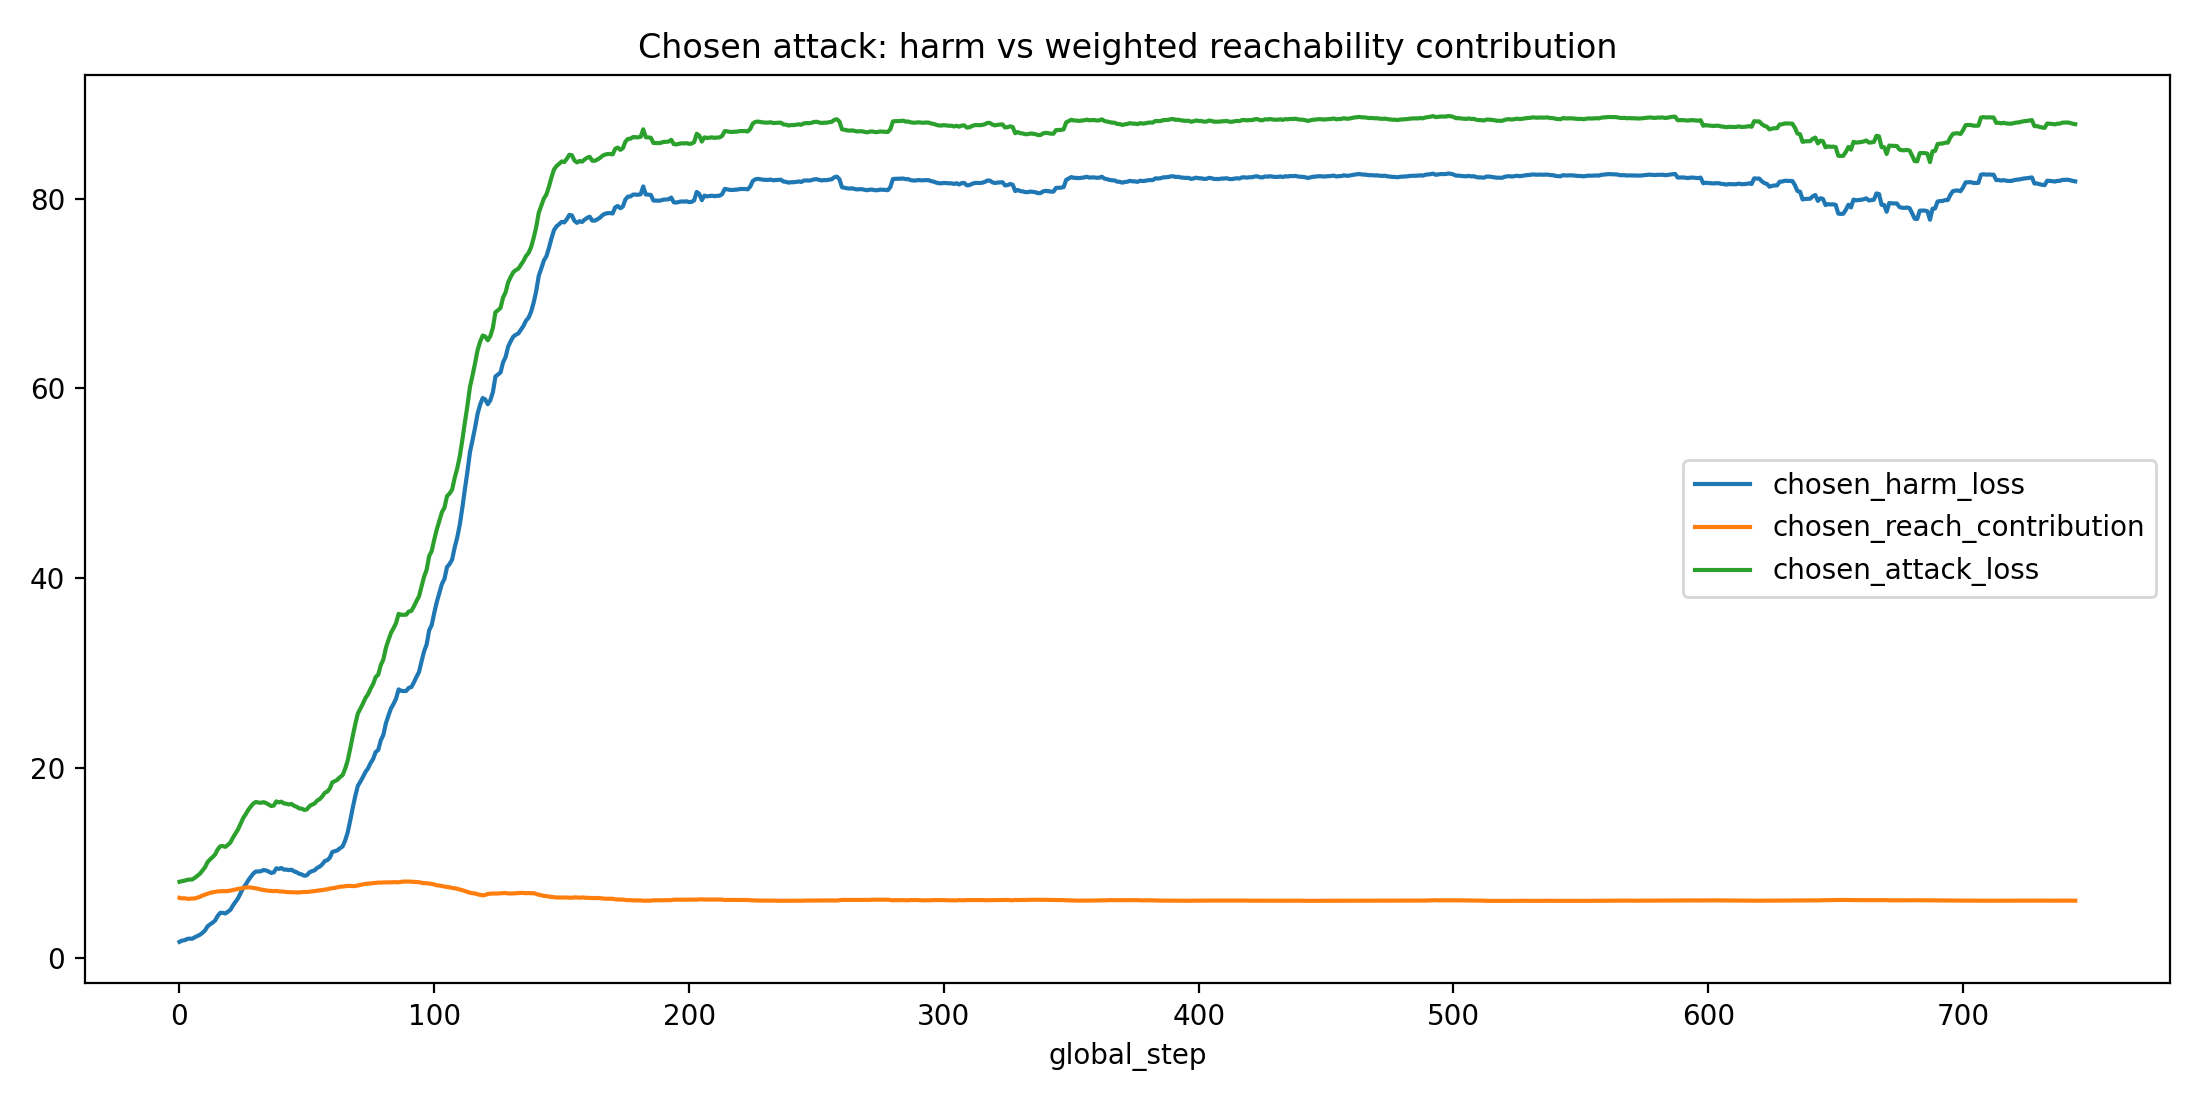 Chosen attack: harm vs weighted reachability contribution
80
60
40
20
0
chosen_harm_loss
chosen_reach_contribution
chosen_attack_loss
0 100 200 300 400 500 600 700
global_step